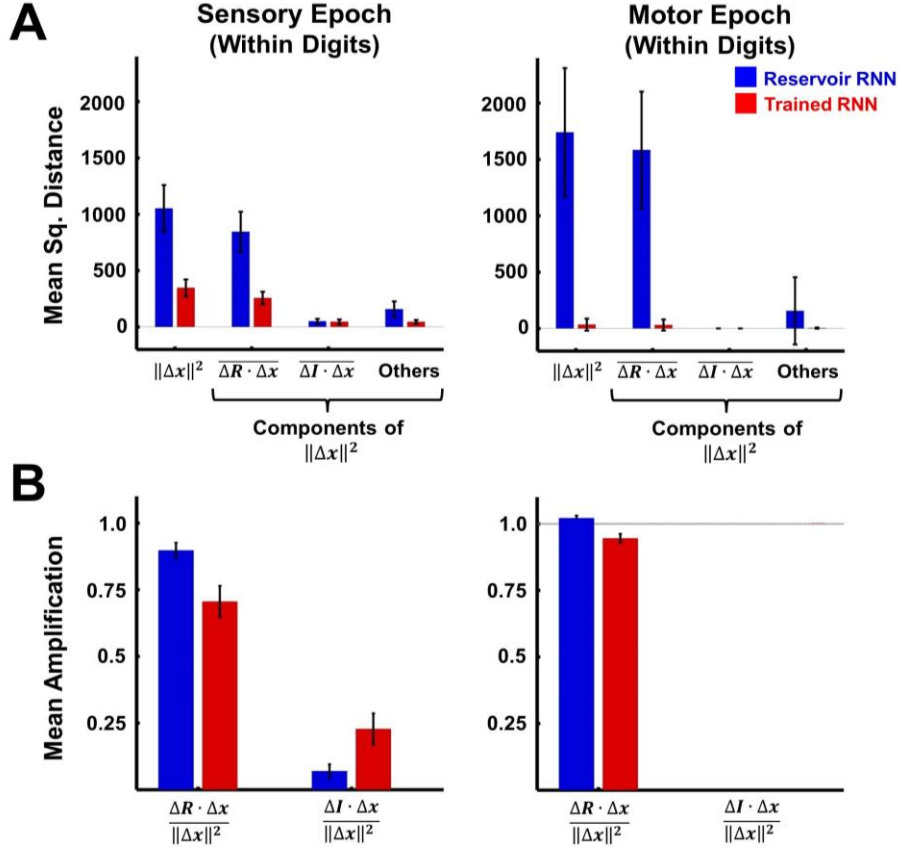 A
Sensory Epoch
(Within Digits)
Motor Epoch
(Within Digits)
Reservoir RNN
Trained RNN
Mean Sq. Distance
2000
1500
1000
500
0
‖Δx‖² ΔR · Δx ΔI · Δx Others
Components of
‖Δx‖²
2000
1500
1000
500
0
‖Δx‖² ΔR · Δx ΔI · Δx Others
Components of
‖Δx‖²
B
Mean Amplification
1.0
0.75
0.5
0.25
ΔR · Δx ΔI · Δx
‖Δx‖² ‖Δx‖²
1.0
0.75
0.5
0.25
ΔR · Δx ΔI · Δx
‖Δx‖² ‖Δx‖²